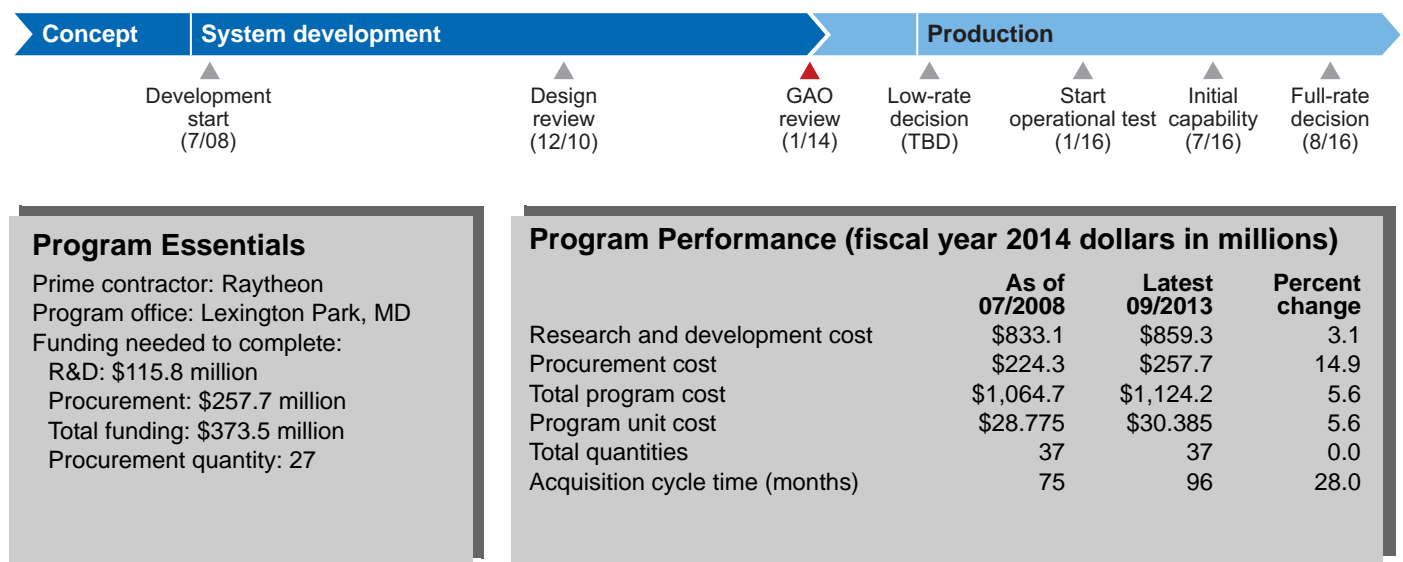 Concept
System development
Production
Development
start
(7/08)
Design
review
(12/10)
GAO
review
(1/14)
Low-rate
decision
(TBD)
Start
operational test
(1/16)
Initial
capability
(7/16)
Full-rate
decision
(8/16)
Program Essentials
Prime contractor: Raytheon
Program office: Lexington Park, MD
Funding needed to complete:
R&D: $115.8 million
Procurement: $257.7 million
Total funding: $373.5 million
Procurement quantity: 27
Program Performance (fiscal year 2014 dollars in millions)
As of Latest Percent
07/2008 09/2013 change
Research and development cost $833.1 $859.3 3.1
Procurement cost $224.3 $257.7 14.9
Total program cost $1,064.7 $1,124.2 5.6
Program unit cost $28.775 $30.385 5.6
Total quantities 37 37 0.0
Acquisition cycle time (months) 75 96 28.0